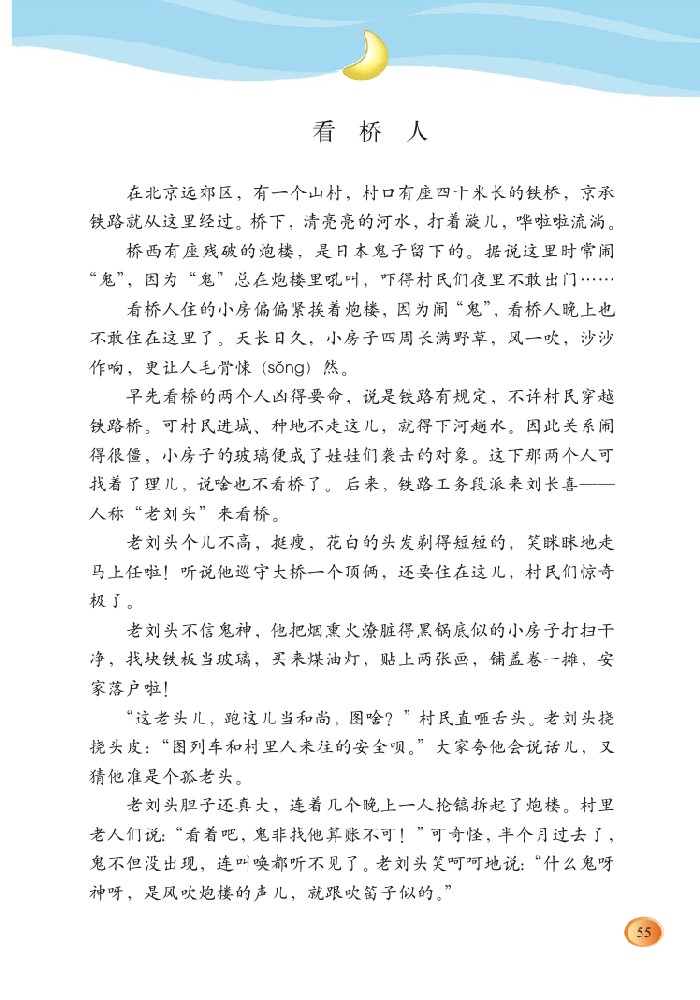 看桥人
在北京远郊区，有一个山村，村口有座四十米长的铁桥，京承
铁路就从这里经过。桥下，清亮亮的河水，打着漩儿，哗啦啦流淌。
桥西有座残破的炮楼，是日本鬼子留下的。据说这里时常闹
“鬼”，因为“鬼”总在炮楼里吼叫，吓得村民们夜里不敢出门……
看桥人住的小房偏偏紧挨着炮楼，因为闹“鬼”，看桥人晚上也
不敢住在这里了。天长日久，小房子四周长满野草，风一吹，沙沙
作响，更让人毛骨悚（sǒng）然。
早先看桥的两个人凶得要命，说是铁路有规定，不许村民穿越
铁路桥。可村民进城、种地不走这儿，就得下河趟水。因此关系闹
得很僵，小房子的玻璃便成了娃娃们袭击的对象。这下那两个人可
找着了理儿，说啥也不看桥了。后来，铁路工务段派来刘长喜——
人称“老刘头”来看桥。
老刘头个儿不高，挺瘦，花白的头发剃得短短的，笑眯眯地走
马上任啦！听说他巡守大桥一个顶俩，还要住在这儿，村民们惊奇
极了。
老刘头不信鬼神，他把烟熏火燎脏得黑锅底似的小房子打扫干
净，找块铁板当玻璃，买来煤油灯，贴上两张画，铺盖卷一摊，安
家落户啦！
“这老头儿，跑这儿当和尚，图啥？”村民直咂舌头。老刘头挠
挠头皮：“图列车和村里人来往的安全呗。”大家夸他会说话儿，又
猜他准是个孤老头。
老刘头胆子还真大，连着几个晚上一人抡镐拆起了炮楼。村里
老人们说：“看着吧，鬼非找他算账不可！”可奇怪，半个月过去了，
鬼不但没出现，连叫唤都听不见了。老刘头笑呵呵地说：“什么鬼呀
神呀，是风吹炮楼的声儿，就跟吹笛子似的。”
55